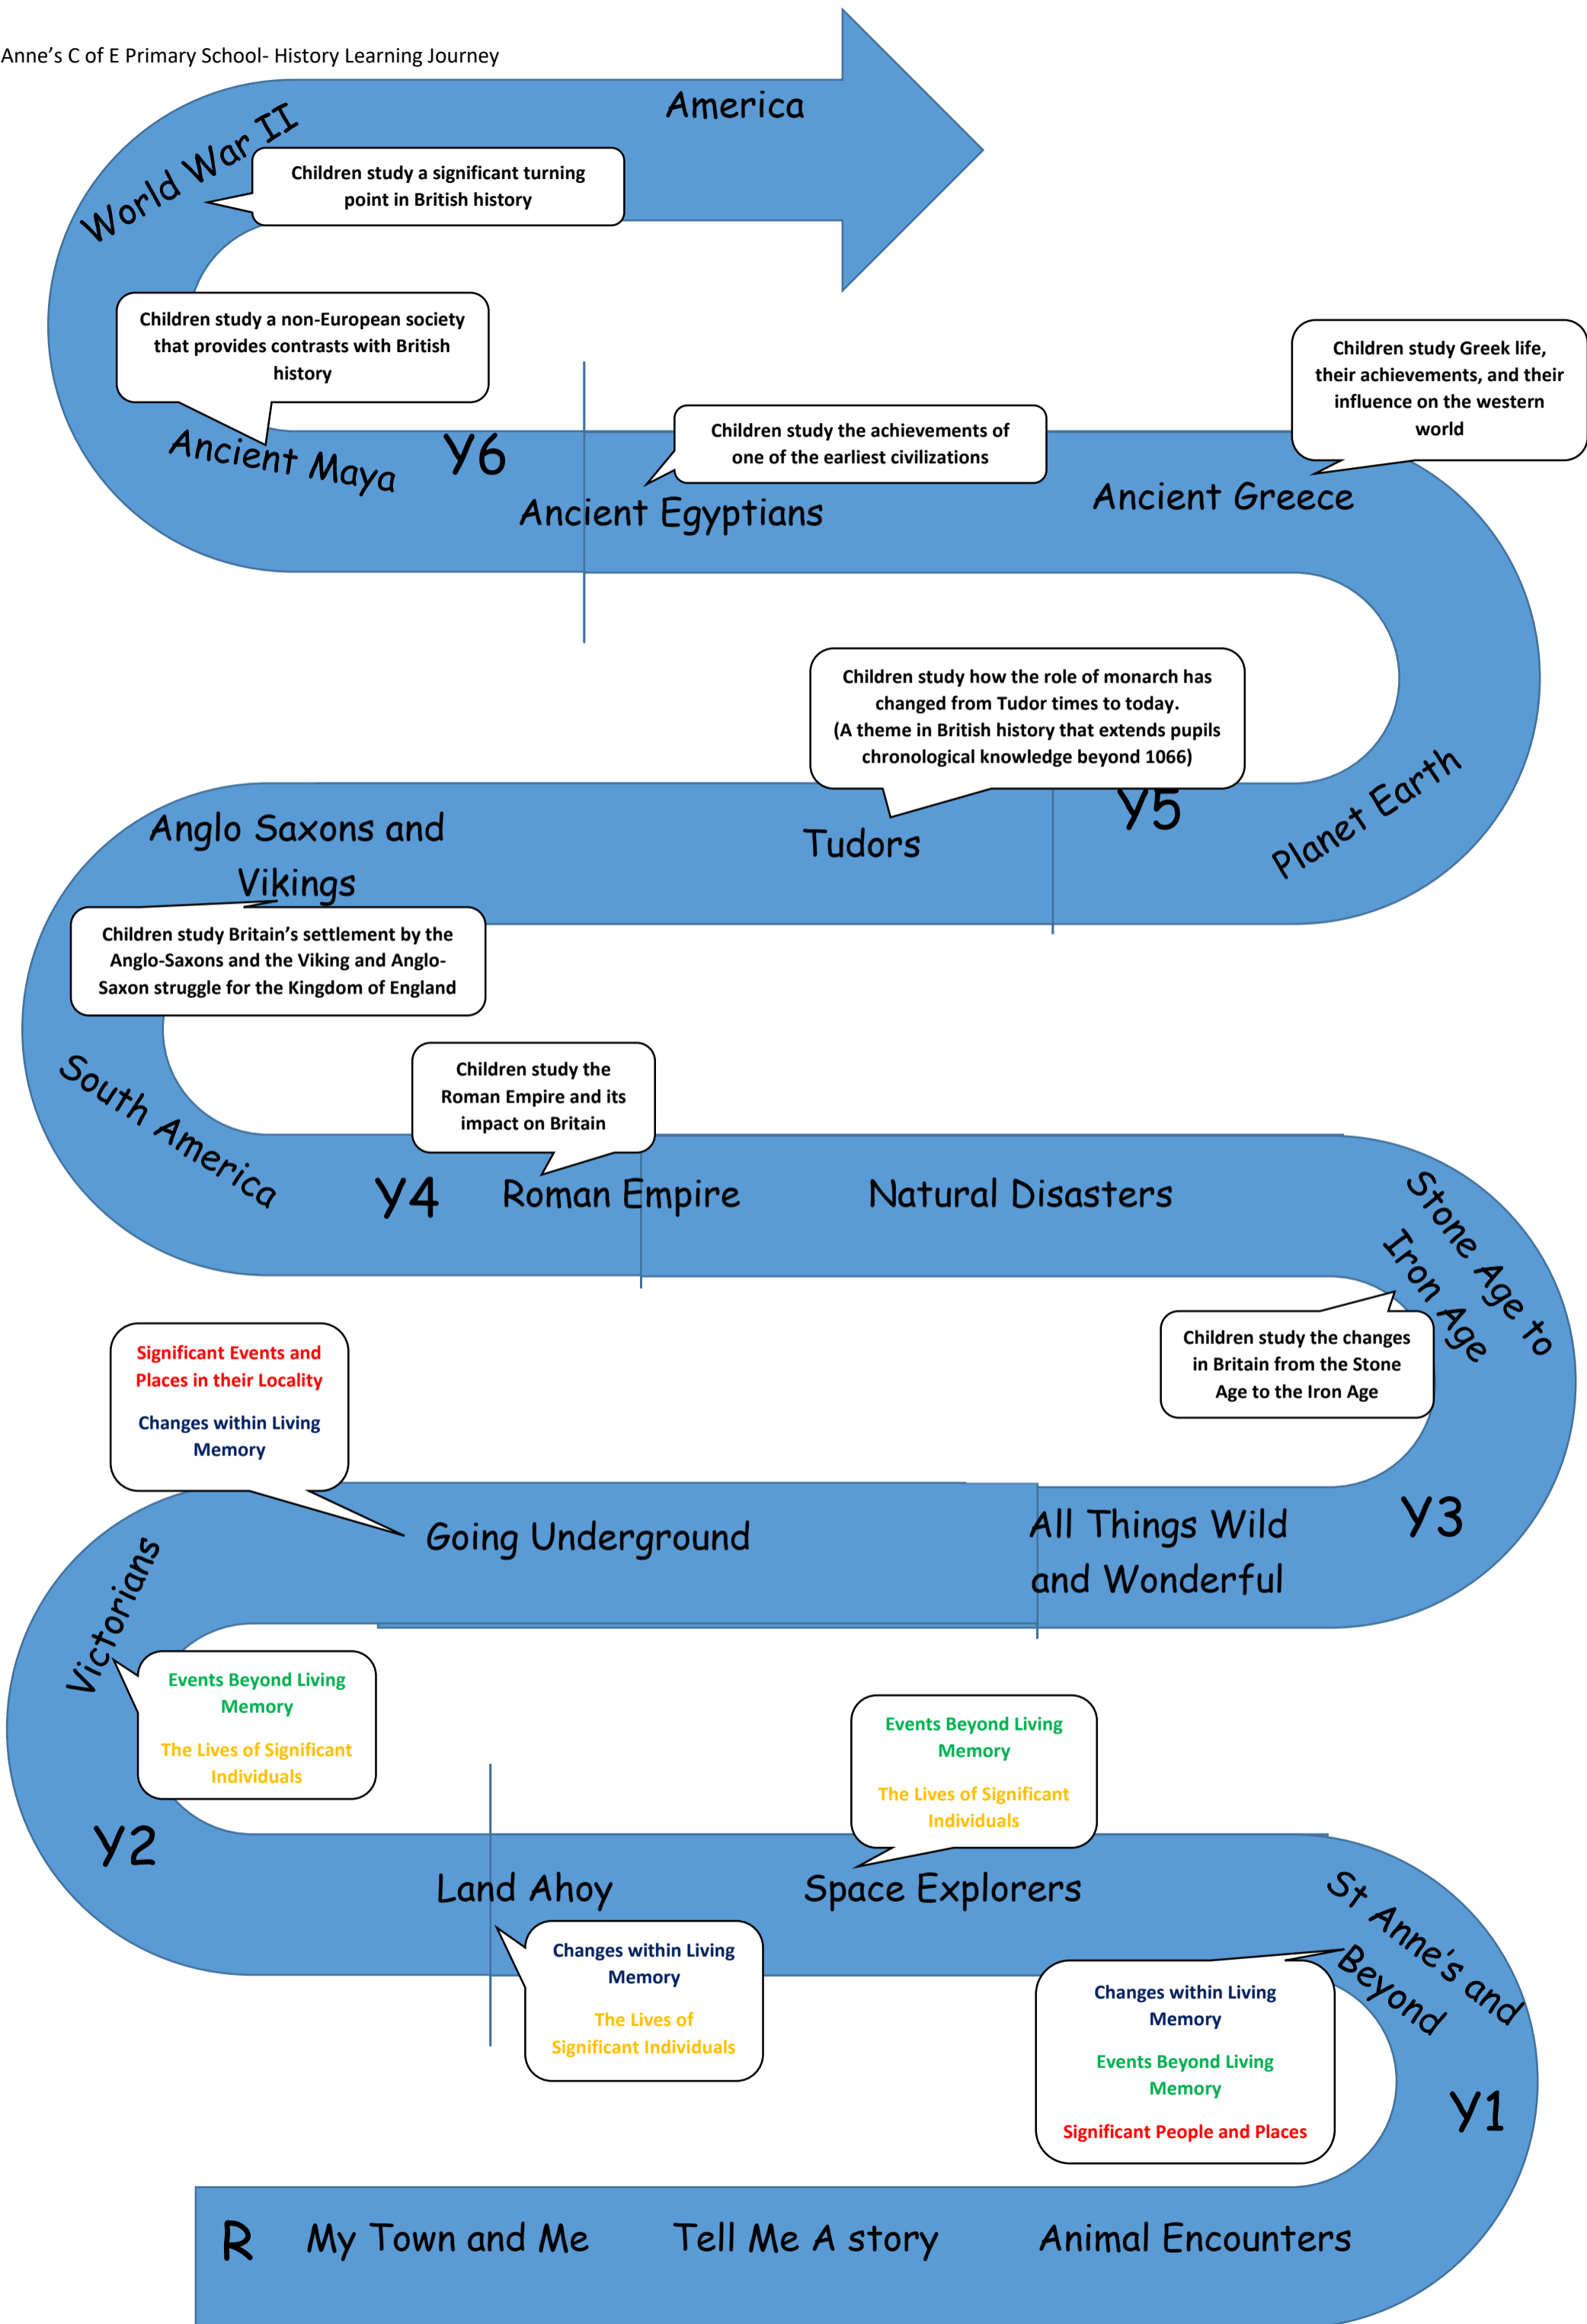 Anne's C of E Primary School- History Learning Journey
America
World War II
Children study a significant turning
point in British history
Children study a non-European society
that provides contrasts with British
history
Ancient Maya
Y6
Children study the achievements of
one of the earliest civilizations
Ancient Egyptians
Children study Greek life,
their achievements, and their
influence on the western
world
Ancient Greece
Children study how the role of monarch has
changed from Tudor times to today.
(A theme in British history that extends pupils
chronological knowledge beyond 1066)
Anglo Saxons and
Vikings
Tudors
Y5
Planet Earth
Children study Britain's settlement by the
Anglo-Saxons and the Viking and Anglo-
Saxon struggle for the Kingdom of England
South America
Children study the
Roman Empire and its
impact on Britain
Y4
Roman Empire
Natural Disasters
Stone Age to
Iron Age
Children study the changes
in Britain from the Stone
Age to the Iron Age
Significant Events and
Places in their Locality
Changes within Living
Memory
Going Underground
All Things Wild
and Wonderful
Y3
Victorians
Events Beyond Living
Memory
The Lives of Significant
Individuals
Events Beyond Living
Memory
The Lives of Significant
Individuals
Y2
Land Ahoy
Space Explorers
St Anne's and
Beyond
Changes within Living
Memory
The Lives of
Significant Individuals
Changes within Living
Memory
Events Beyond Living
Memory
Significant People and Places
Y1
R
My Town and Me
Tell Me A story
Animal Encounters